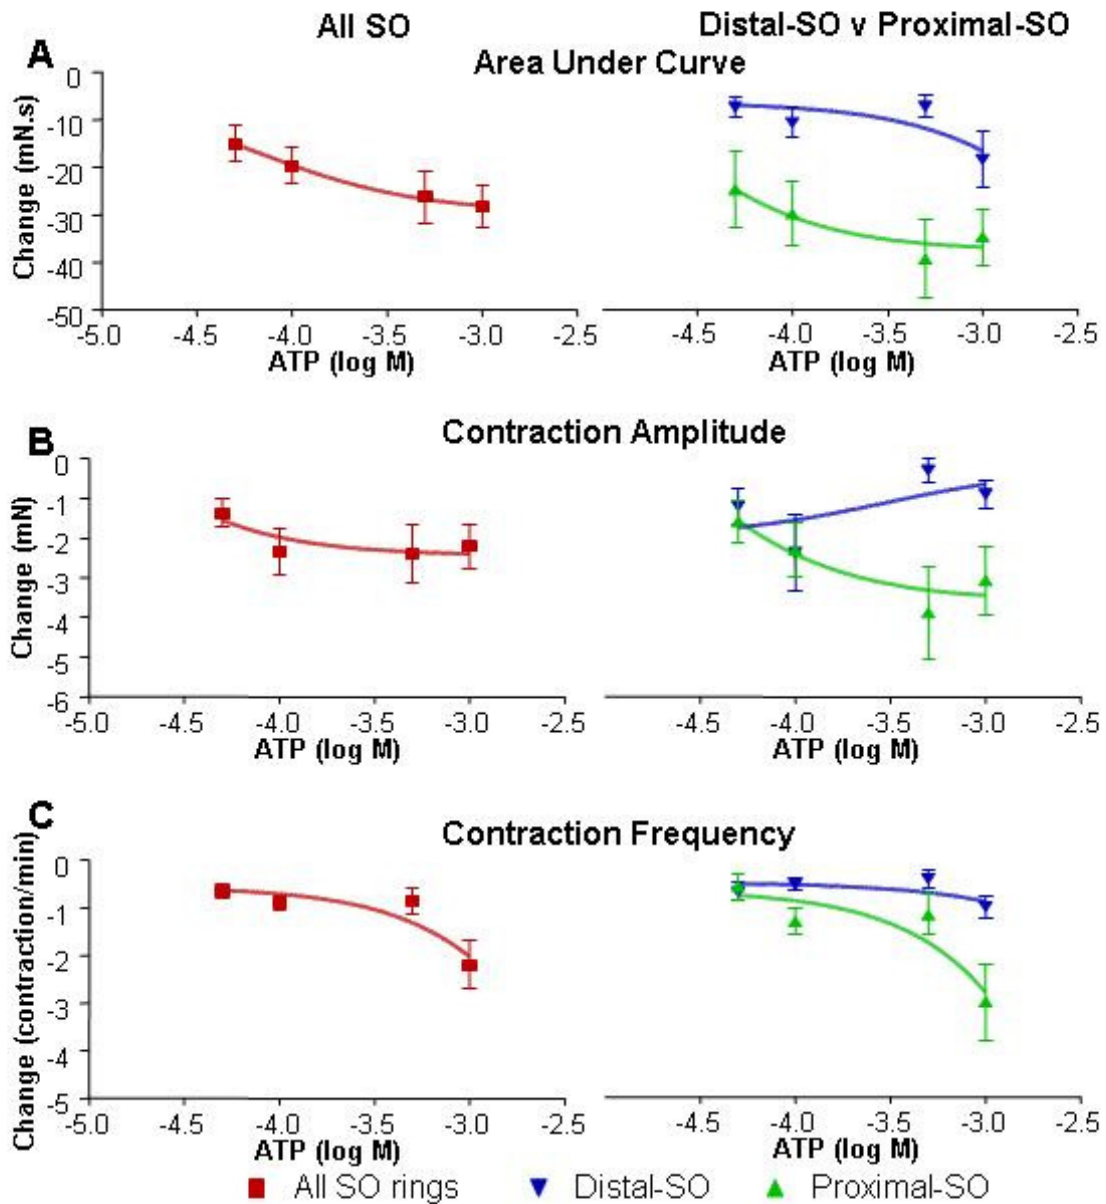 All SO
Distal-SO v Proximal-SO
A
Area Under Curve
Change (mN.s)
0
-10
-20
-30
-40
-50
-5.0 -4.5 -4.0 -3.5 -3.0 -2.5
ATP (log M)
-4.5 -4.0 -3.5 -3.0 -2.5
ATP (log M)
B
Contraction Amplitude
Change (mN)
0
-1
-2
-3
-4
-5
-6
-5.0 -4.5 -4.0 -3.5 -3.0 -2.5
ATP (log M)
-4.5 -4.0 -3.5 -3.0 -2.5
ATP (log M)
C
Contraction Frequency
Change (contraction/min)
0
-1
-2
-3
-4
-5
-5.0 -4.5 -4.0 -3.5 -3.0 -2.5
ATP (log M)
-4.5 -4.0 -3.5 -3.0 -2.5
ATP (log M)
All SO rings Distal-SO Proximal-SO